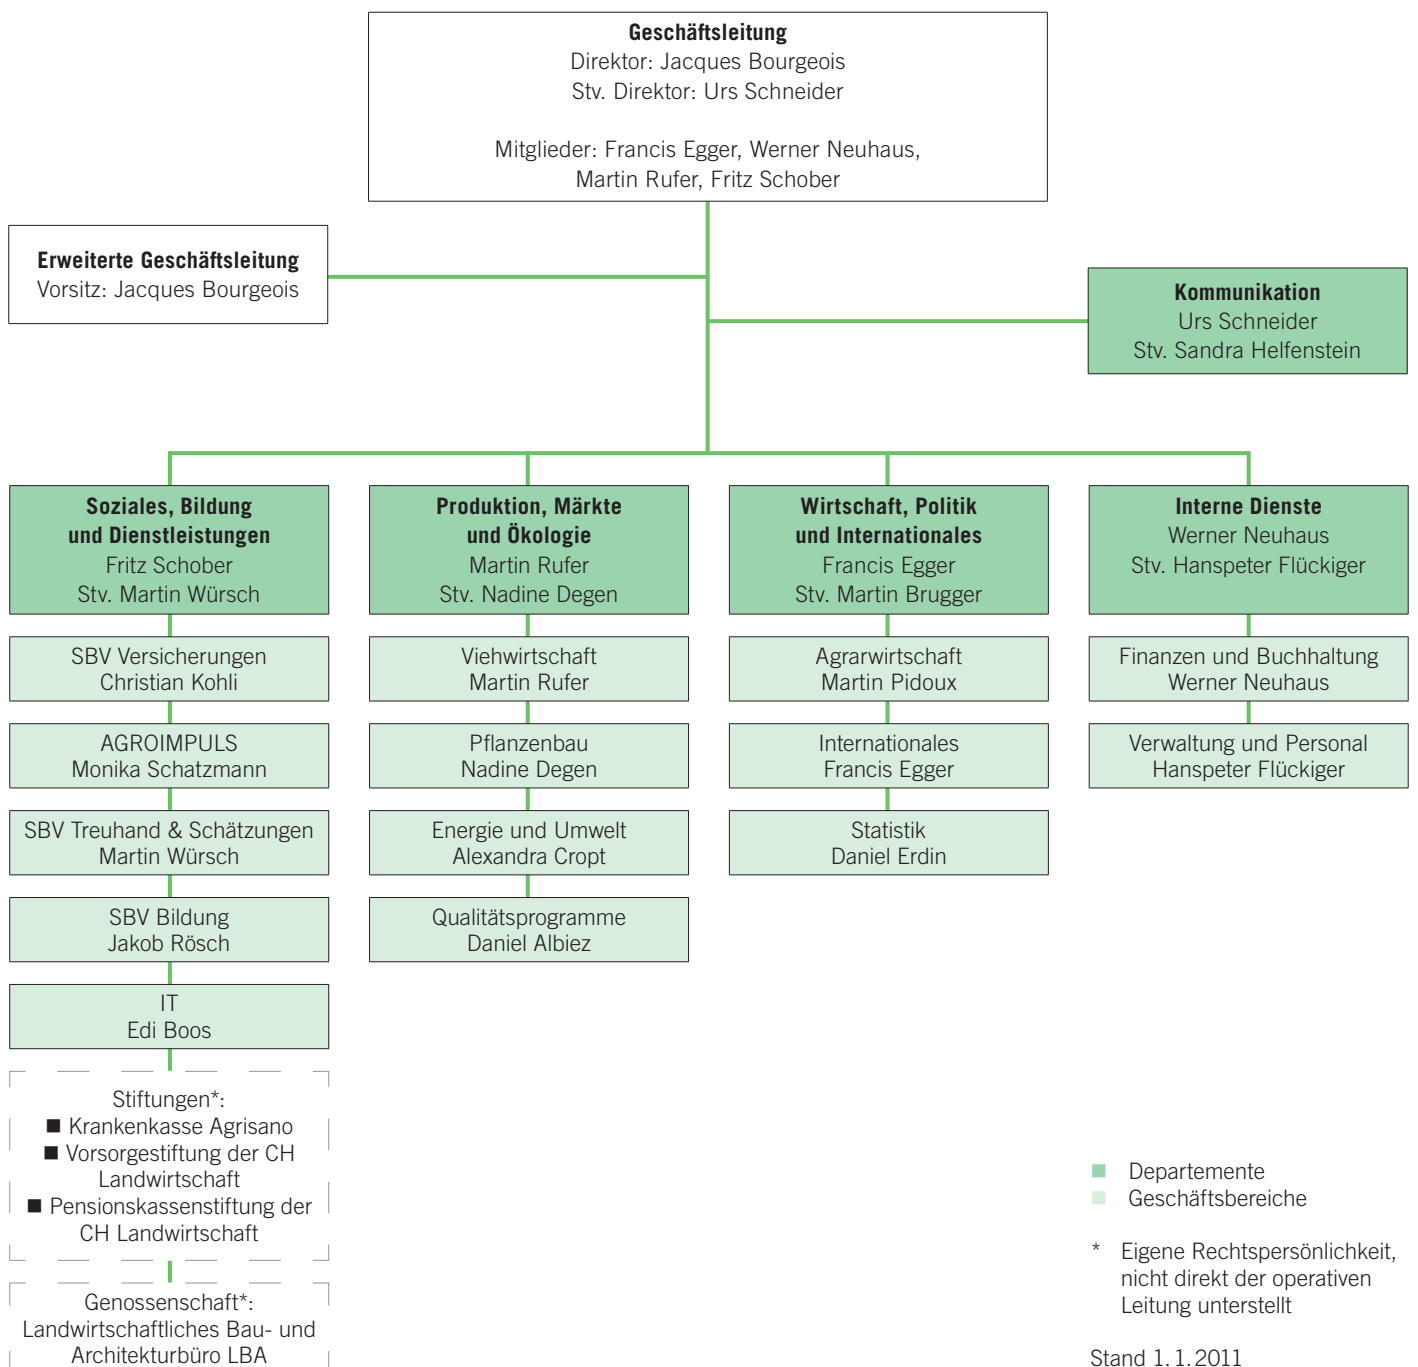 Geschäftsleitung
Direktor: Jacques Bourgeois
Stv. Direktor: Urs Schneider
Mitglieder: Francis Egger, Werner Neuhaus,
Martin Rufer, Fritz Schober
Erweiterte Geschäftsleitung
Vorsitz: Jacques Bourgeois
Kommunikation
Urs Schneider
Stv. Sandra Helfenstein
Soziales, Bildung
und Dienstleistungen
Fritz Schober
Stv. Martin Würsch
SBV Versicherungen
Christian Kohli
AGROIMPULS
Monika Schatzmann
SBV Treuhand & Schätzungen
Martin Würsch
SBV Bildung
Jakob Rösch
IT
Edi Boos
Stiftungen*:
■ Krankenkasse Agrisano
■ Vorsorgestiftung der CH
Landwirtschaft
■ Pensionskassenstiftung der
CH Landwirtschaft
Genossenschaft*:
Landwirtschaftliches Bau- und
Architekturbüro LBA
Produktion, Märkte
und Ökologie
Martin Rufer
Stv. Nadine Degen
Viehwirtschaft
Martin Rufer
Pflanzenbau
Nadine Degen
Energie und Umwelt
Alexandra Cropt
Qualitätsprogramme
Daniel Albiez
Wirtschaft, Politik
und Internationales
Francis Egger
Stv. Martin Brugger
Agrarwirtschaft
Martin Pidoux
Internationales
Francis Egger
Statistik
Daniel Erdin
Interne Dienste
Werner Neuhaus
Stv. Hanspeter Flückiger
Finanzen und Buchhaltung
Werner Neuhaus
Verwaltung und Personal
Hanspeter Flückiger
Departemente
Geschäftsbereiche
* Eigene Rechtspersönlichkeit,
nicht direkt der operativen
Leitung unterstellt
Stand 1.1.2011